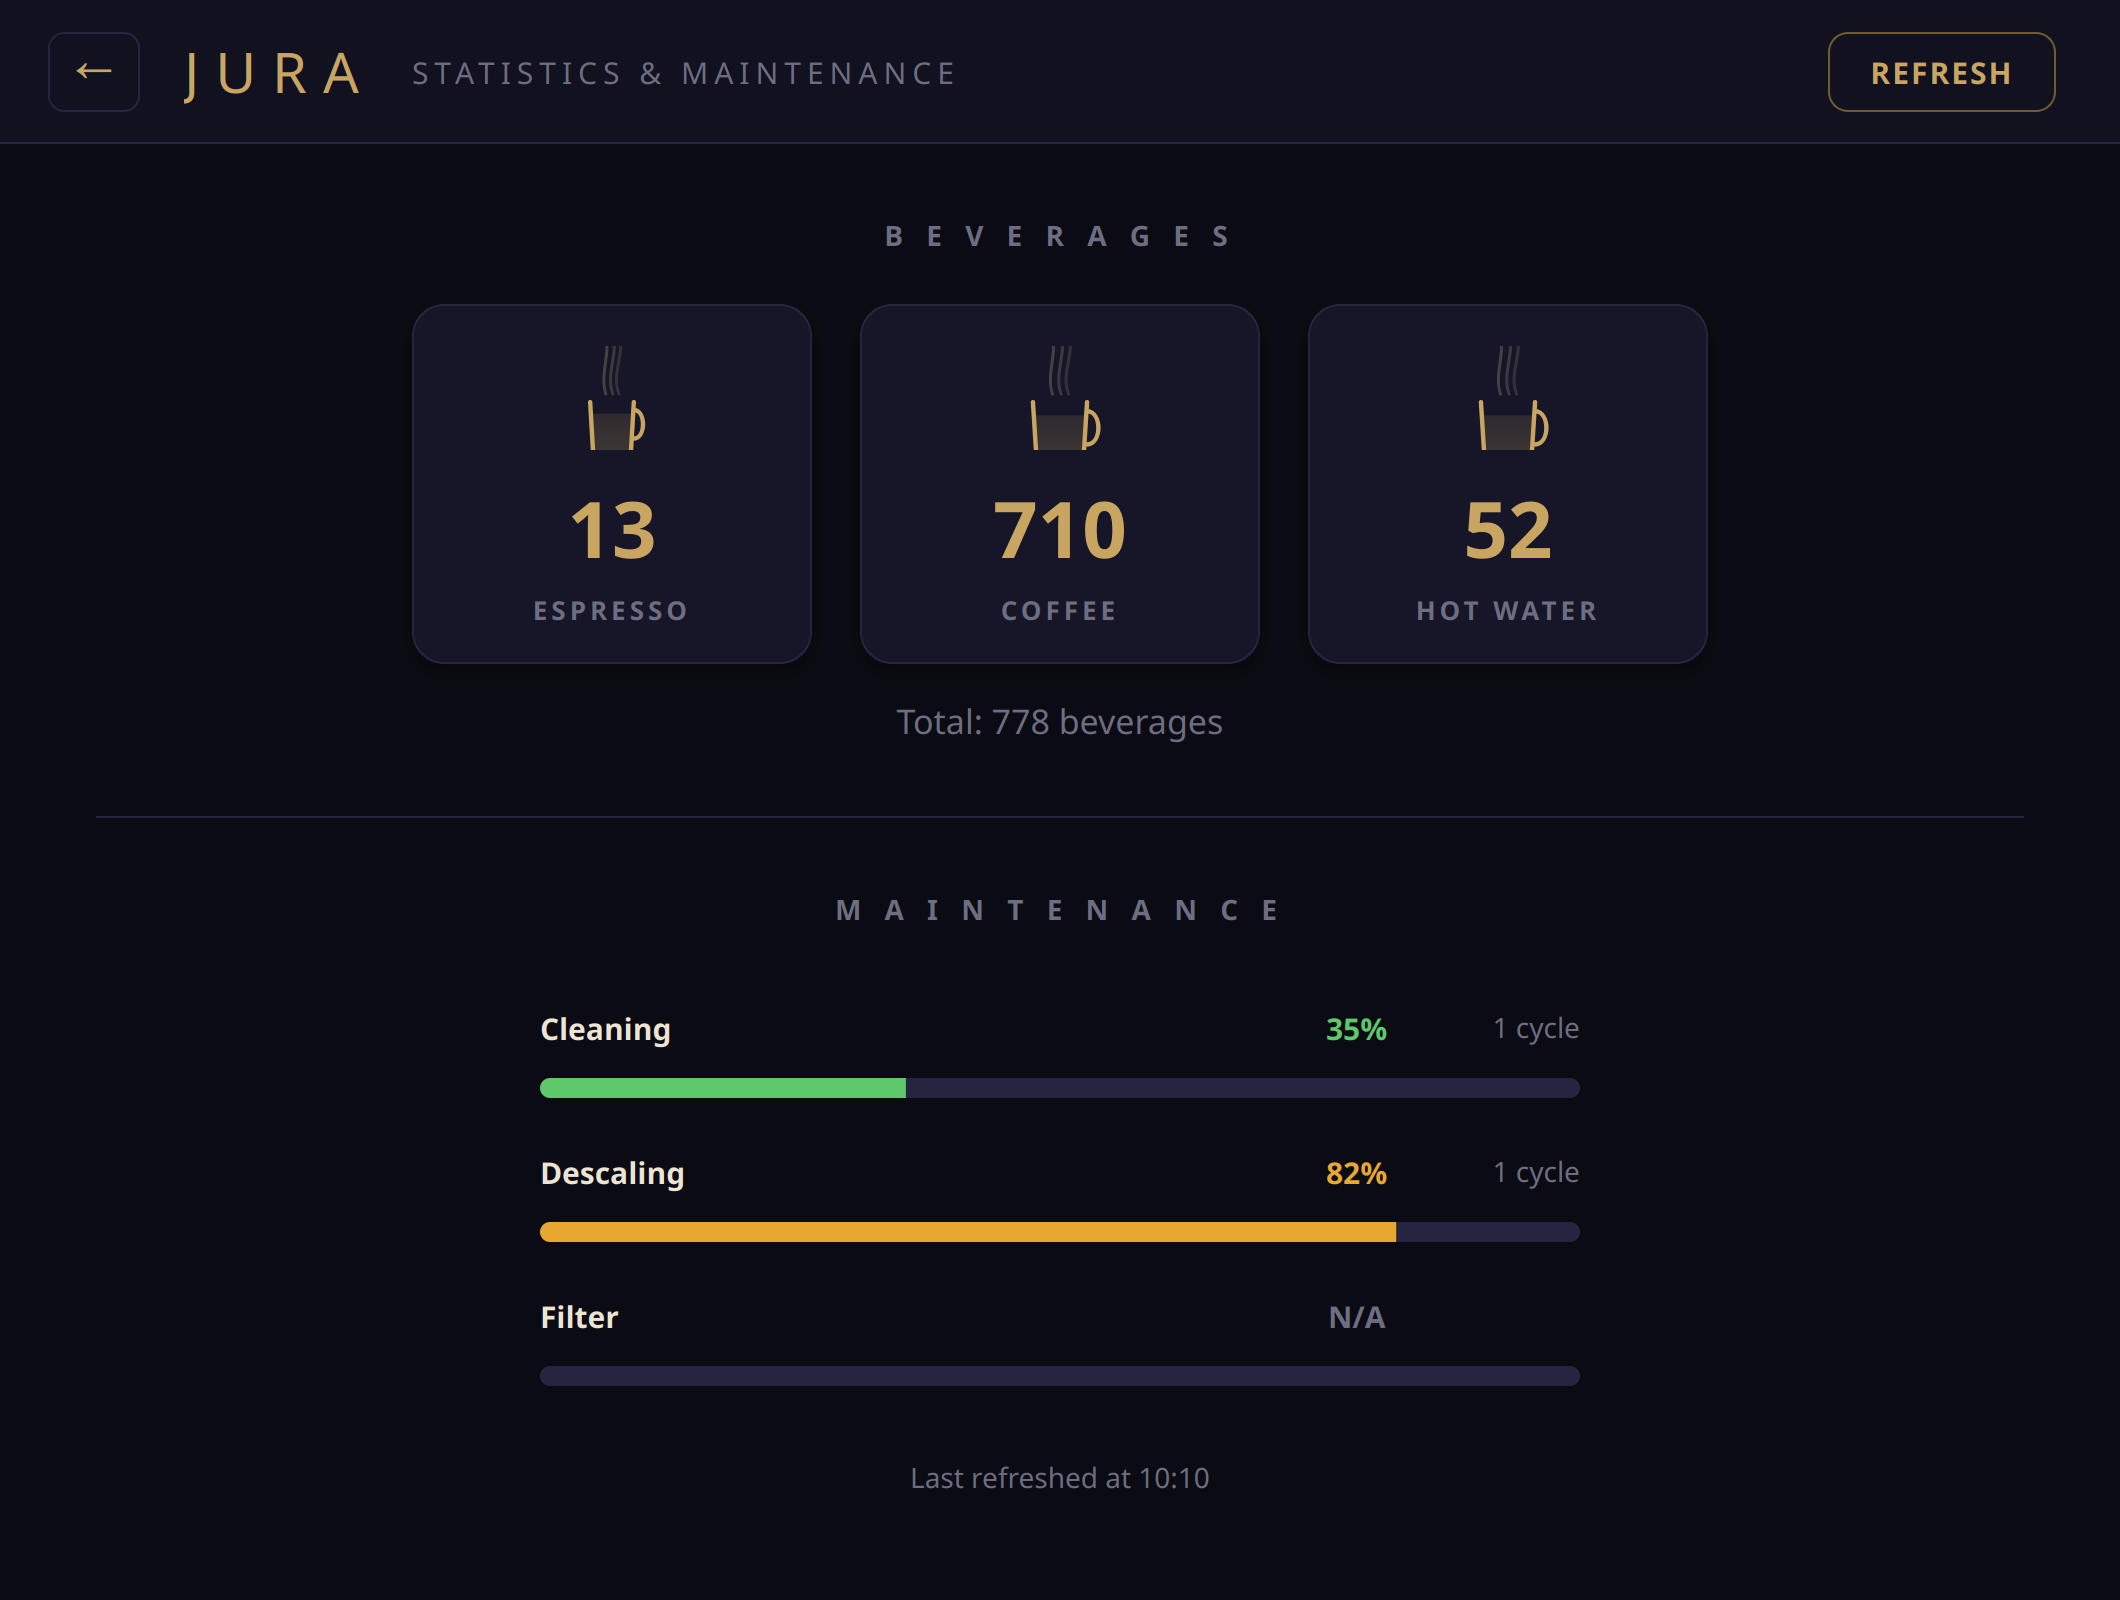 ← JURA STATISTICS & MAINTENANCE REFRESH
BEVERAGES
13 710 52
ESPRESSO COFFEE HOT WATER
Total: 778 beverages
MAINTENANCE
Cleaning 35% 1 cycle
Descaling 82% 1 cycle
Filter N/A
Last refreshed at 10:10